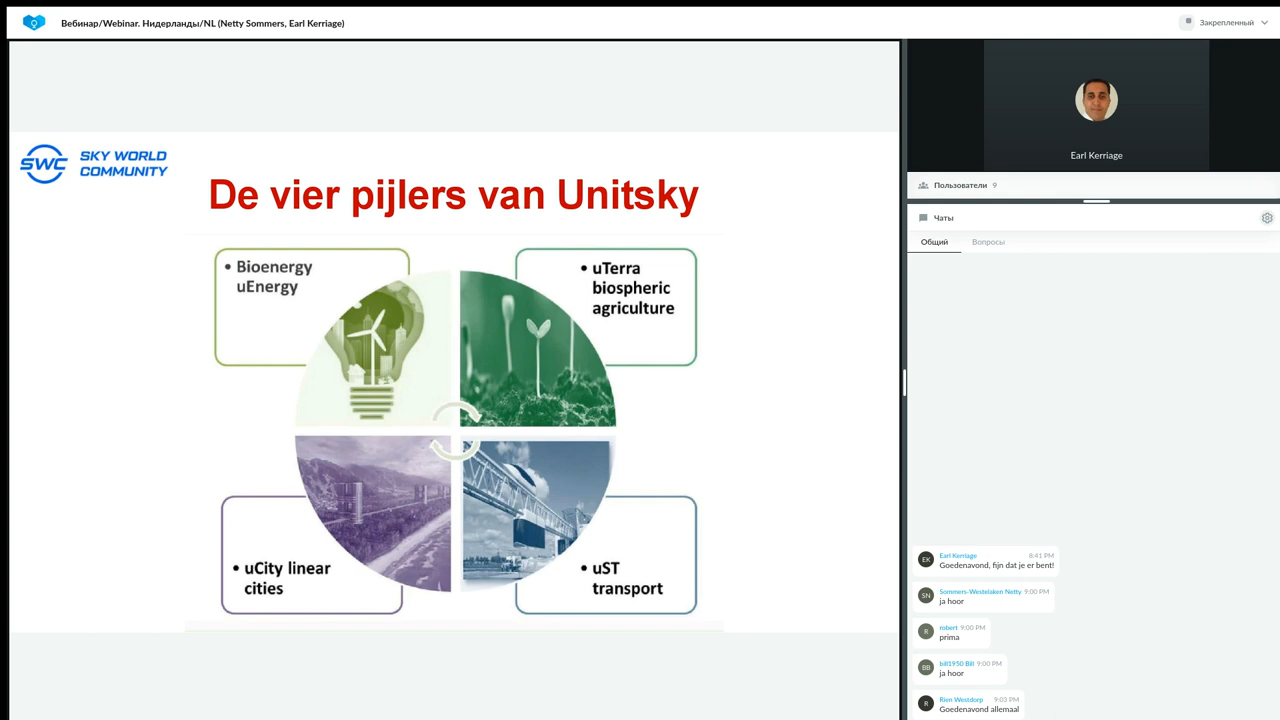 Вебинар/Webinar. Нидерланды/NL (Netty Sommers, Earl Kerriage)
Закрепленный
SWC SKY WORLD
COMMUNITY
De vier pijlers van Unitsky
• Bioenergy
uEnergy
• uTerra
biospheric
agriculture
• uCity linear
cities
• uST
transport
Earl Kerriage
Пользователи 9
Чаты
Общий Вопросы
EK Earl Kerriage 8:41 PM
Goedenavond, fijn dat je er bent!
SN Sommers-Westelaken Netty 9:00 PM
ja hoor
R robert 9:00 PM
prima
BB bill1950 Bill 9:00 PM
ja hoor
R Rien Westdorp 9:03 PM
Goedenavond allemaal